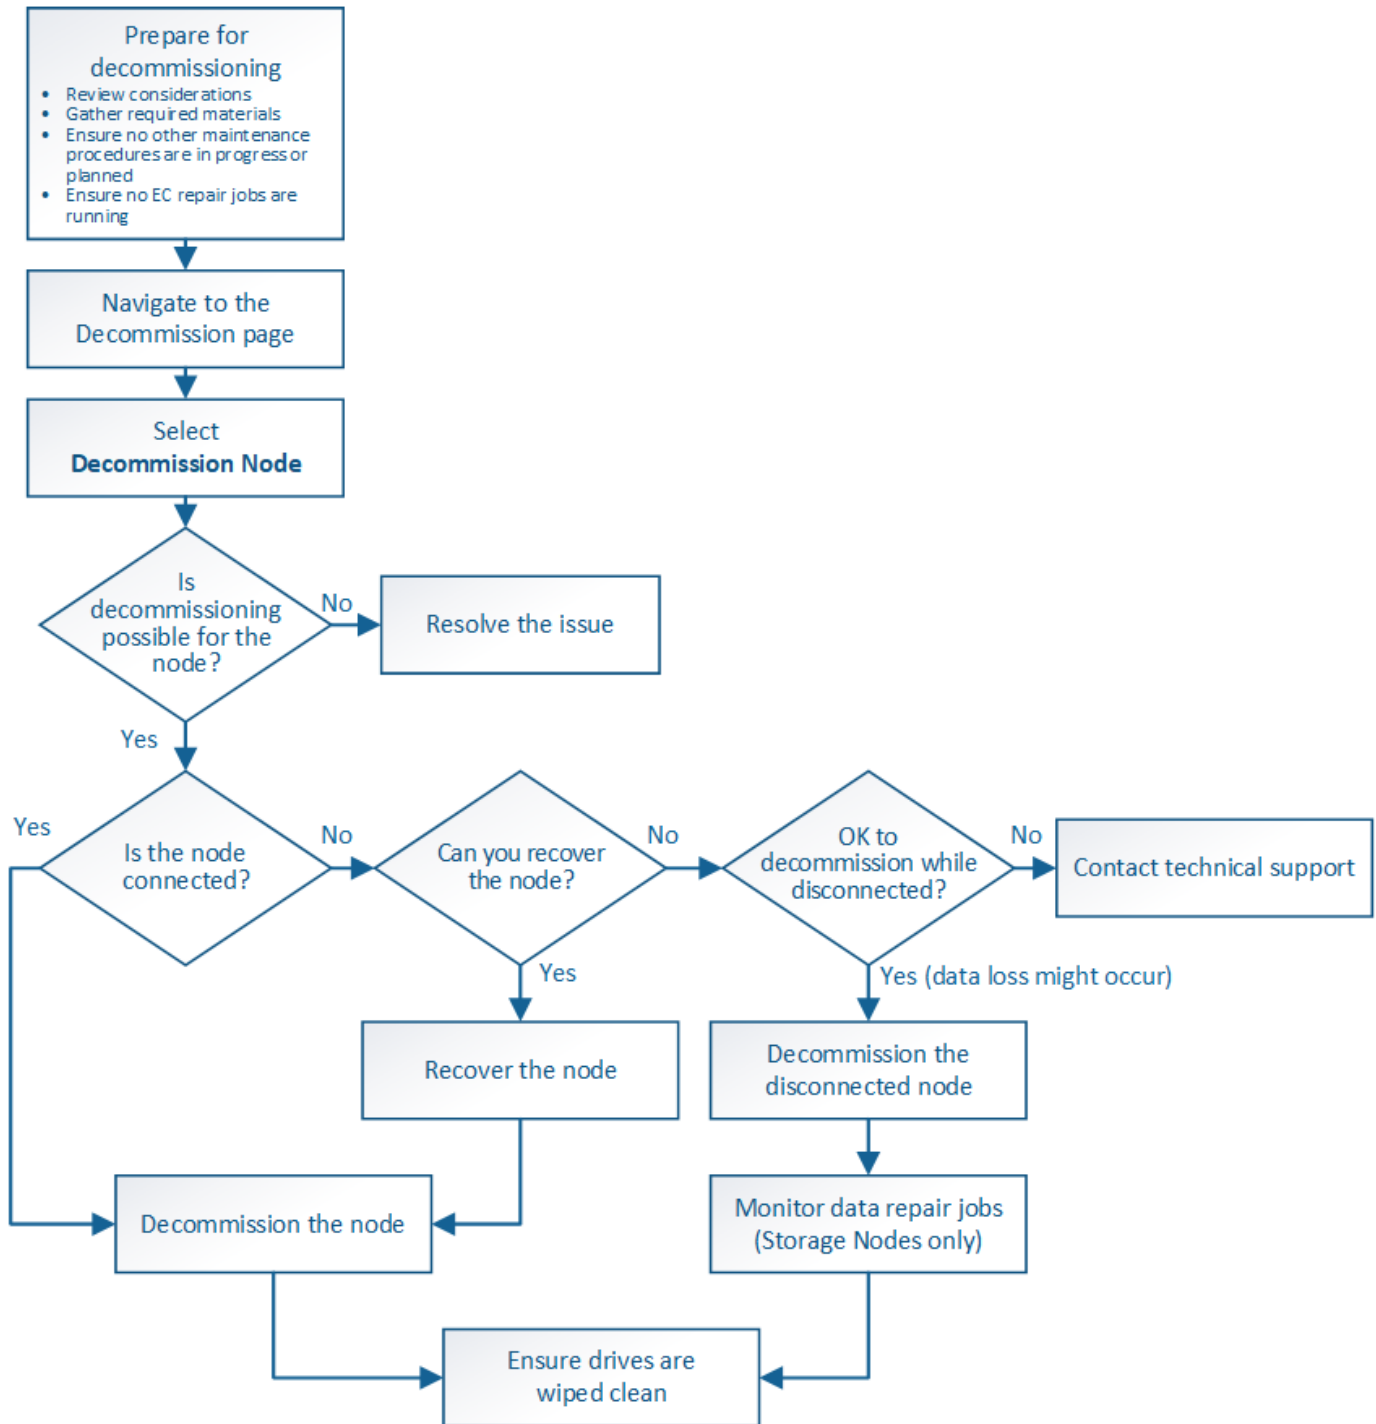 Prepare for
decommissioning
• Review considerations
• Gather required materials
• Ensure no other maintenance
procedures are in progress or
planned
• Ensure no EC repair jobs are
running
Navigate to the
Decommission page
Select
Decommission Node
Is
decommissioning
possible for the
node?
No
Resolve the issue
Yes
Yes
Is the node
connected?
No
Can you recover
the node?
No
OK to
decommission while
disconnected?
No
Contact technical support
Yes
Yes (data loss might occur)
Recover the node
Decommission the
disconnected node
Decommission the node
Monitor data repair jobs
(Storage Nodes only)
Ensure drives are
wiped clean